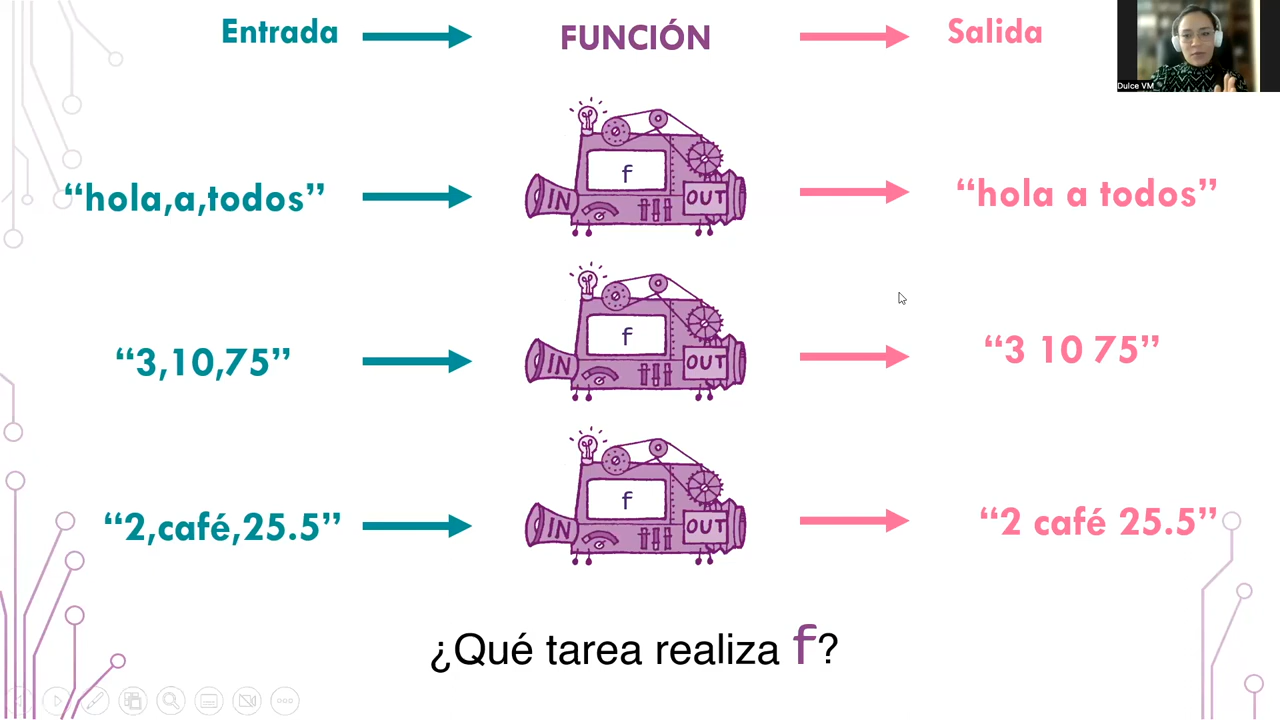 Entrada FUNCIÓN Salida
Dulce VM
f
“hola,a,todos” IN OUT “hola a todos”
f
“3,10,75” IN OUT “3 10 75”
f
“2,café,25.5” IN OUT “2 café 25.5”
¿Qué tarea realiza f?